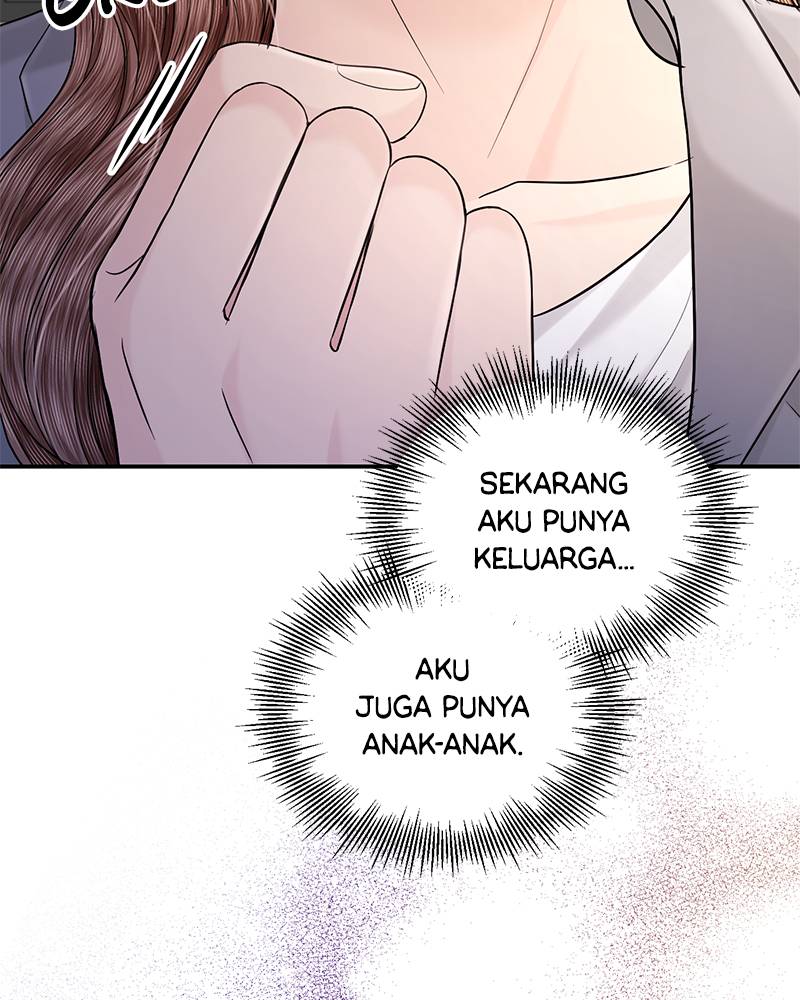 SEKARANG
AKU PUNYA
KELUARGA...
AKU
JUGA PUNYA
ANAK-ANAK.